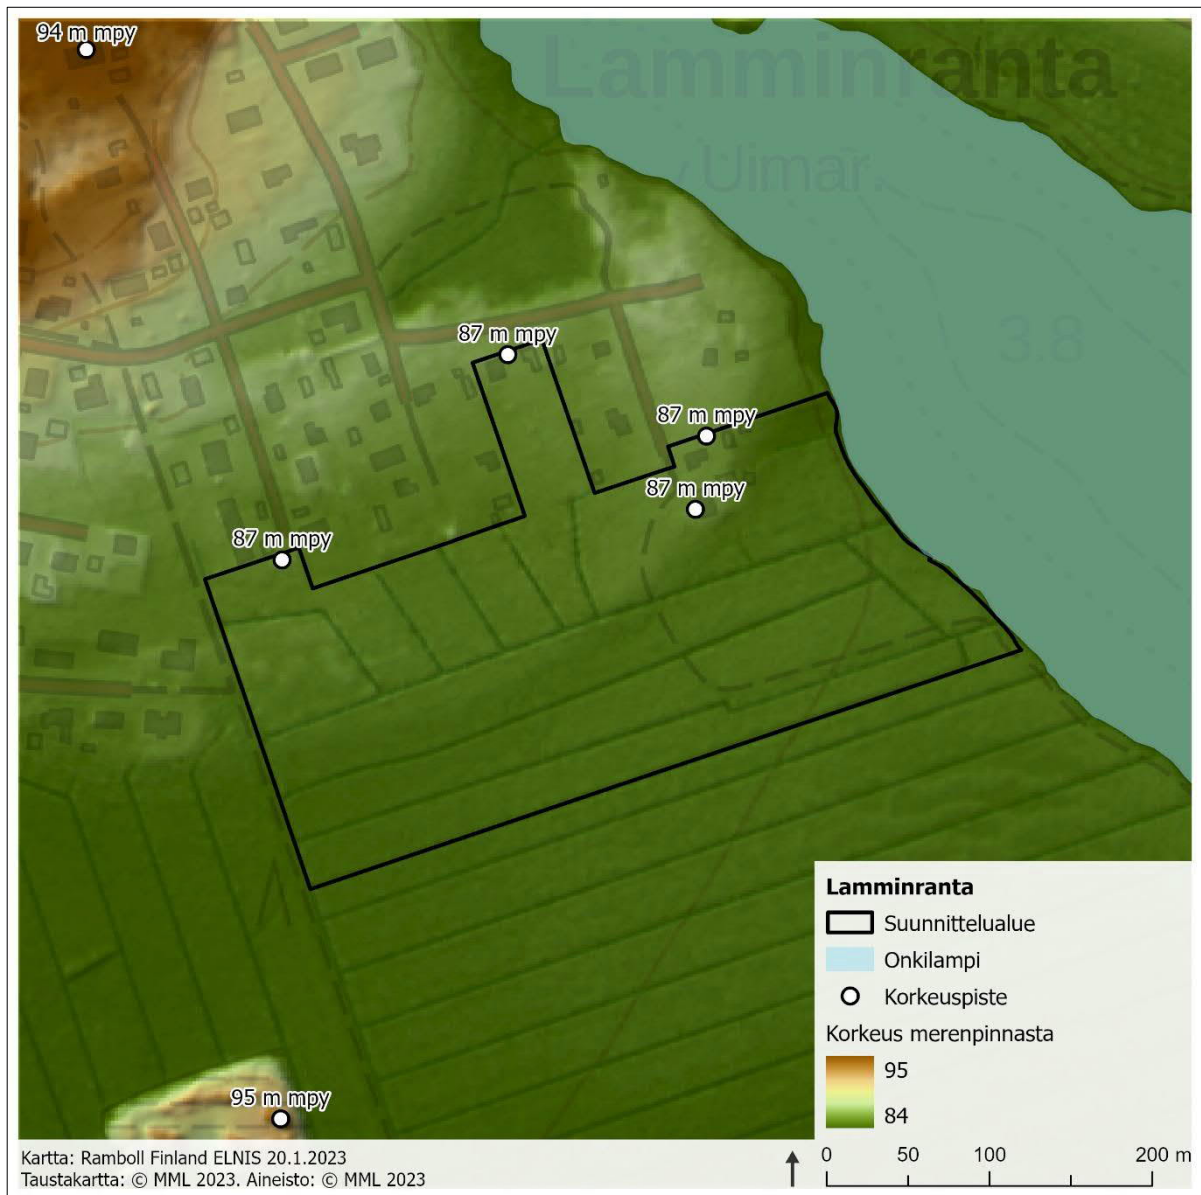 94 m mpy
Lamminranta
Uimar.
87 m mpy
38
87 m mpy
87 m mpy
87 m mpy
95 m mpy
Lamminranta
Suunnittelualue
Onkilampi
Korkeuspiste
Korkeus merenpinnasta
95
84
Kartta: Ramboll Finland ELNIS 20.1.2023
Taustakartta: © MML 2023. Aineisto: © MML 2023
0 50 100 200 m